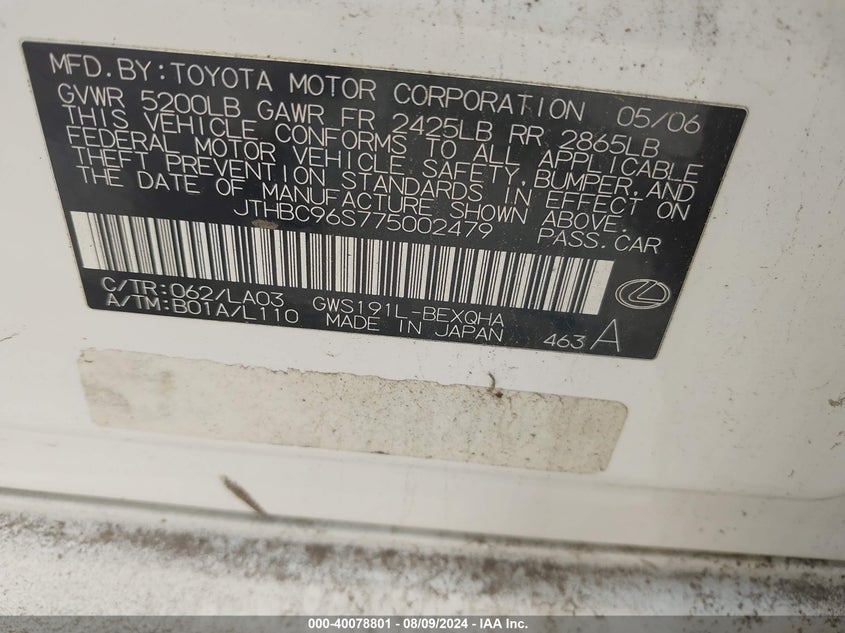 MFD.BY:TOYOTA MOTOR CORPORATION 05/06
GVWR 5200LB GAWR FR 2425LB RR 2865LB
THIS VEHICLE CONFORMS TO ALL APPLICABLE
FEDERAL MOTOR VEHICLE SAFETY,BUMPER,AND
THEFT PREVENTION STANDARDS IN EFFECT ON
THE DATE OF MANUFACTURE SHOWN ABOVE.
JTHBC96S775002479 PASS.CAR
C/TR:062/LA03 GWS191L-BEXQHA
A/TM:B01A/L110 MADE IN JAPAN 463 A
000-40078801 - 08/09/2024 - IAA Inc.